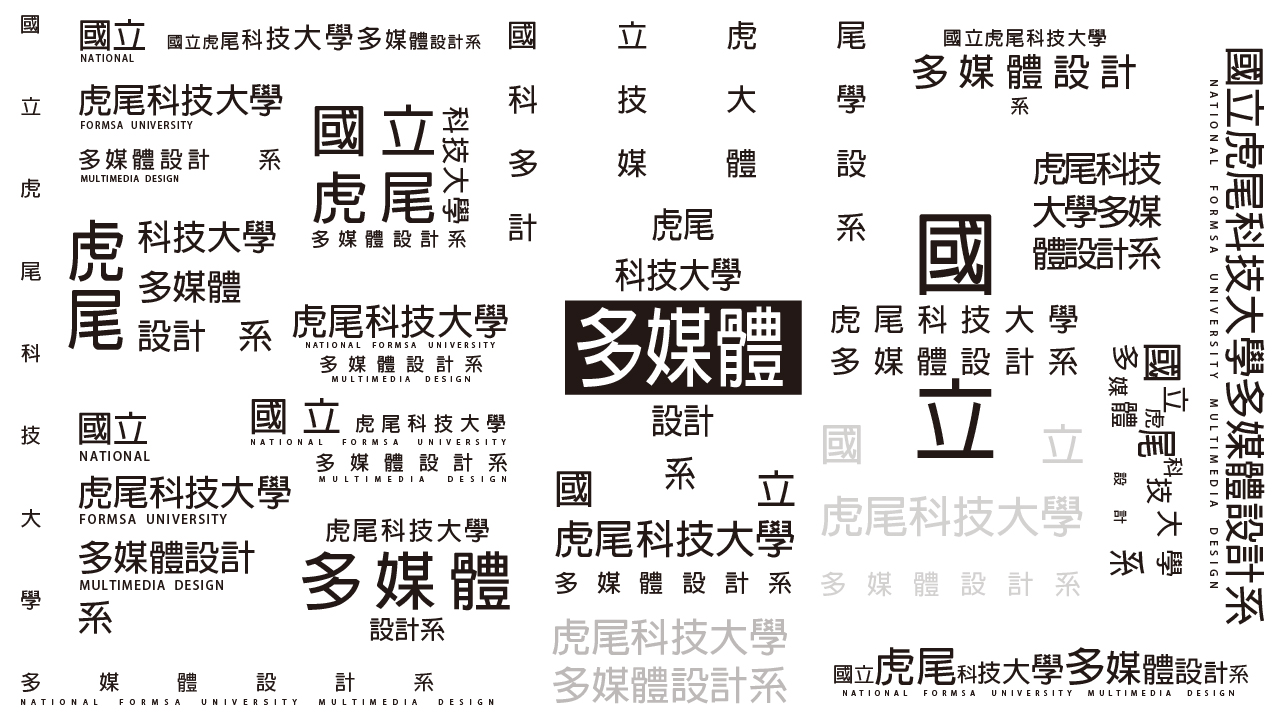 國立虎尾科技大學
多媒體設計系
NATIONAL FORMSA UNIVERSITY MULTIMEDIA DESIGN
國立
NATIONAL
虎尾科技大學
FORMSA UNIVERSITY
多媒體設計 系
MULTIMEDIA DESIGN
國立虎尾科技大學多媒體設計系
國立
虎尾
科技大學
多媒體設計系
虎尾
科技大學
多媒體
設計 系
虎尾科技大學
NATIONAL FORMSA UNIVERSITY
多媒體設計系
MULTIMEDIA DESIGN
國立
NATIONAL
虎尾科技大學
FORMSA UNIVERSITY
多媒體設計
MULTIMEDIA DESIGN
系
國立 虎尾科技大學
NATIONAL FORMSA UNIVERSITY
多媒體設計系
MULTIMEDIA DESIGN
虎尾科技大學
多媒體
設計系
國立虎尾
科技大學
多媒體設
計 系
虎尾
科技大學
多媒體
設計
系
國 立
虎尾科技大學
多媒體設計系
虎尾科技大學
多媒體設計系
國立虎尾科技大學
多媒體設計
系
虎尾科技
大學多媒
體設計系
國
虎尾科技大學
多媒體設計系
立
國 立
虎尾科技大學
多媒體設計系
國立虎尾科技大學
多媒體設計系
國立虎尾科技大學多媒體設計系
NATIONAL FORMSA UNIVERSITY MULTIMEDIA DESIGN
國立虎尾科技大學多媒體設計系
NATIONAL FORMSA UNIVERSITY MULTIMEDIA DESIGN